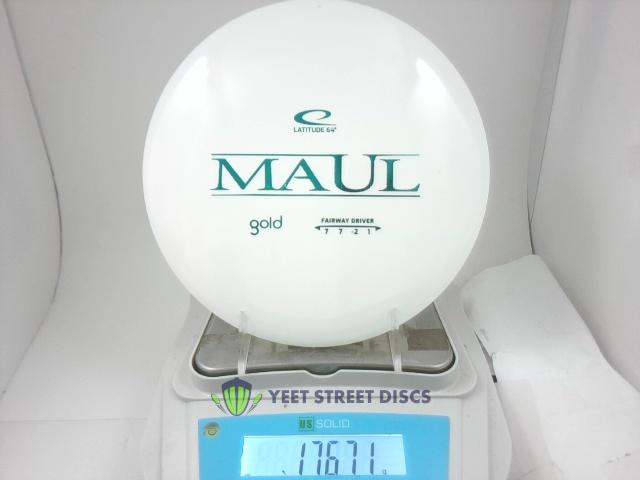 LATITUDE 64°
MAUL
gold
FAIRWAY DRIVER
7 7 -2 1
YEET STREET DISCS
US SOLID
176.71 g